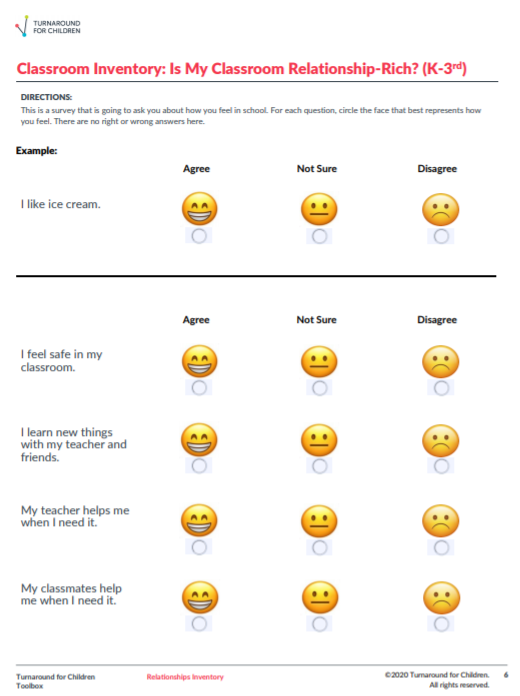 TURNAROUND
FOR CHILDREN
Classroom Inventory: Is My Classroom Relationship-Rich? (K-3rd)
DIRECTIONS:
This is a survey that is going to ask you about how you feel in school. For each question, circle the face that best represents how
you feel. There are no right or wrong answers here.
Example:
Agree Not Sure Disagree
I like ice cream.
Agree Not Sure Disagree
I feel safe in my
classroom.
I learn new things
with my teacher and
friends.
My teacher helps me
when I need it.
My classmates help
me when I need it.
Turnaround for Children
Toolbox
Relationships Inventory
©2020 Turnaround for Children.
All rights reserved.
6